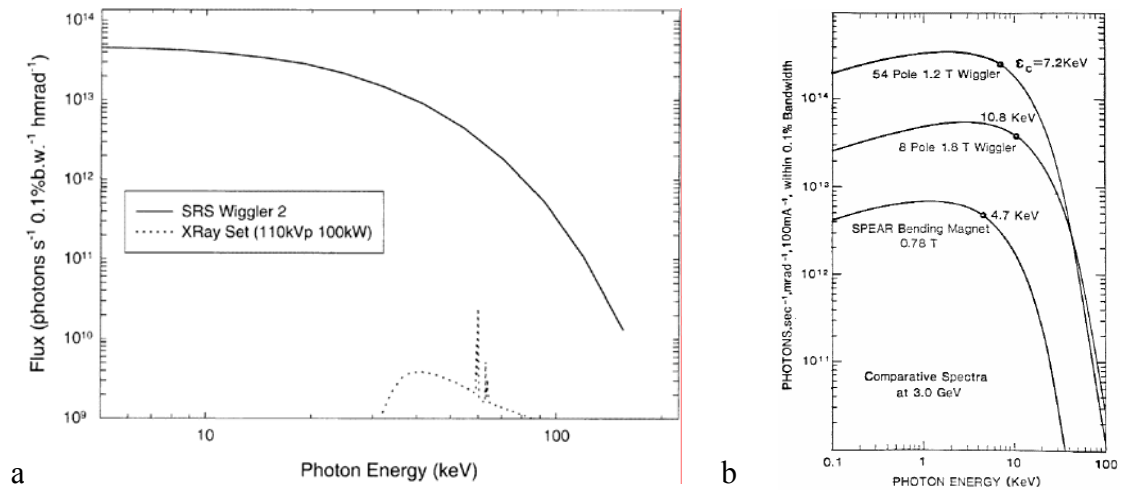 10¹⁴
10¹³
10¹²
10¹¹
10¹⁰
10⁹
Flux (photons s⁻¹ 0.1%b.w.⁻¹ hmrad⁻¹)
SRS Wiggler 2
XRay Set (110kVp 100kW)
10
100
Photon Energy (keV)
a
PHOTONS.sec⁻¹,mrad⁻¹,100mA⁻¹, within 0.1% Bandwidth
10¹⁴
10¹³
10¹²
10¹¹
54 Pole 1.2 T Wiggler
Ɛc=7.2KeV
10.8 KeV
8 Pole 1.8 T Wiggler
4.7 KeV
SPEAR Bending Magnet
0.78 T
Comparative Spectra
at 3.0 GeV
0.1
1
10
100
PHOTON ENERGY (KeV)
b